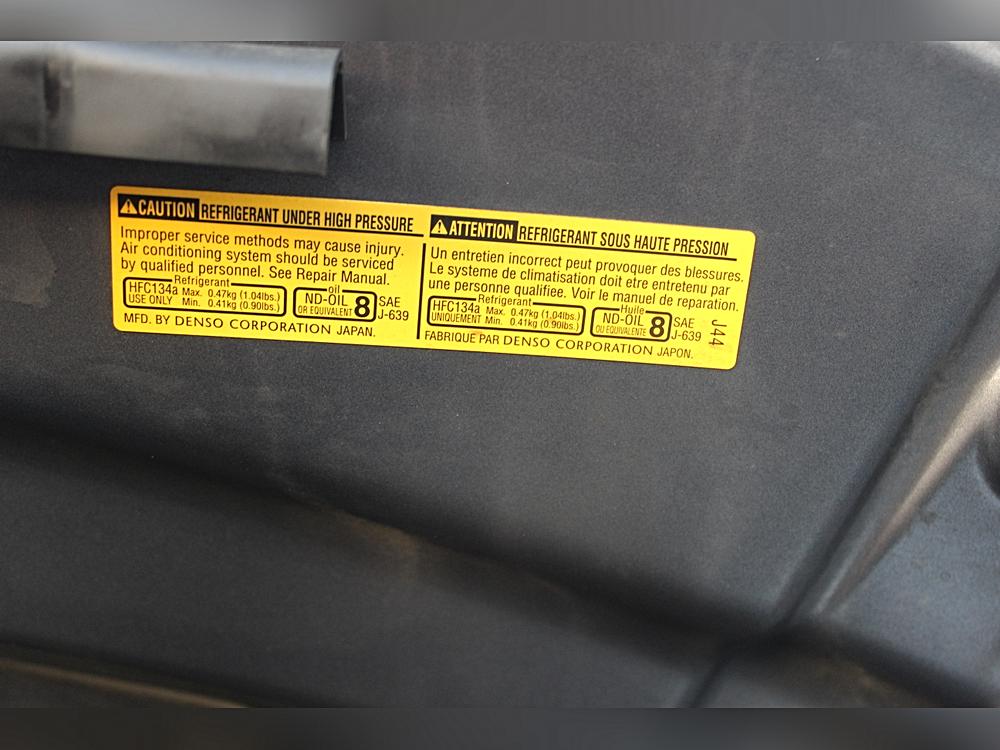 CAUTION REFRIGERANT UNDER HIGH PRESSURE
Improper service methods may cause injury.
Air conditioning system should be serviced
by qualified personnel. See Repair Manual.
Refrigerant
HFC134a Max. 0.47kg (1.04lbs.)
USE ONLY Min. 0.41kg (0.90lbs.)
oil
ND-OIL 8
OR EQUIVALENT
SAE
J-639
MFD. BY DENSO CORPORATION JAPAN.
ATTENTION REFRIGERANT SOUS HAUTE PRESSION
Un entretien incorrect peut provoquer des blessures.
Le systeme de climatisation doit etre entretenu par
une personne qualifiee. Voir le manuel de reparation.
Refrigerant
HFC134a Max. 0.47kg (1.04lbs.)
UNIQUEMENT Min. 0.41kg (0.90lbs.)
Huile
ND-OIL 8
OU EQUIVALENTE
SAE
J-639
J44
FABRIQUE PAR DENSO CORPORATION JAPON.